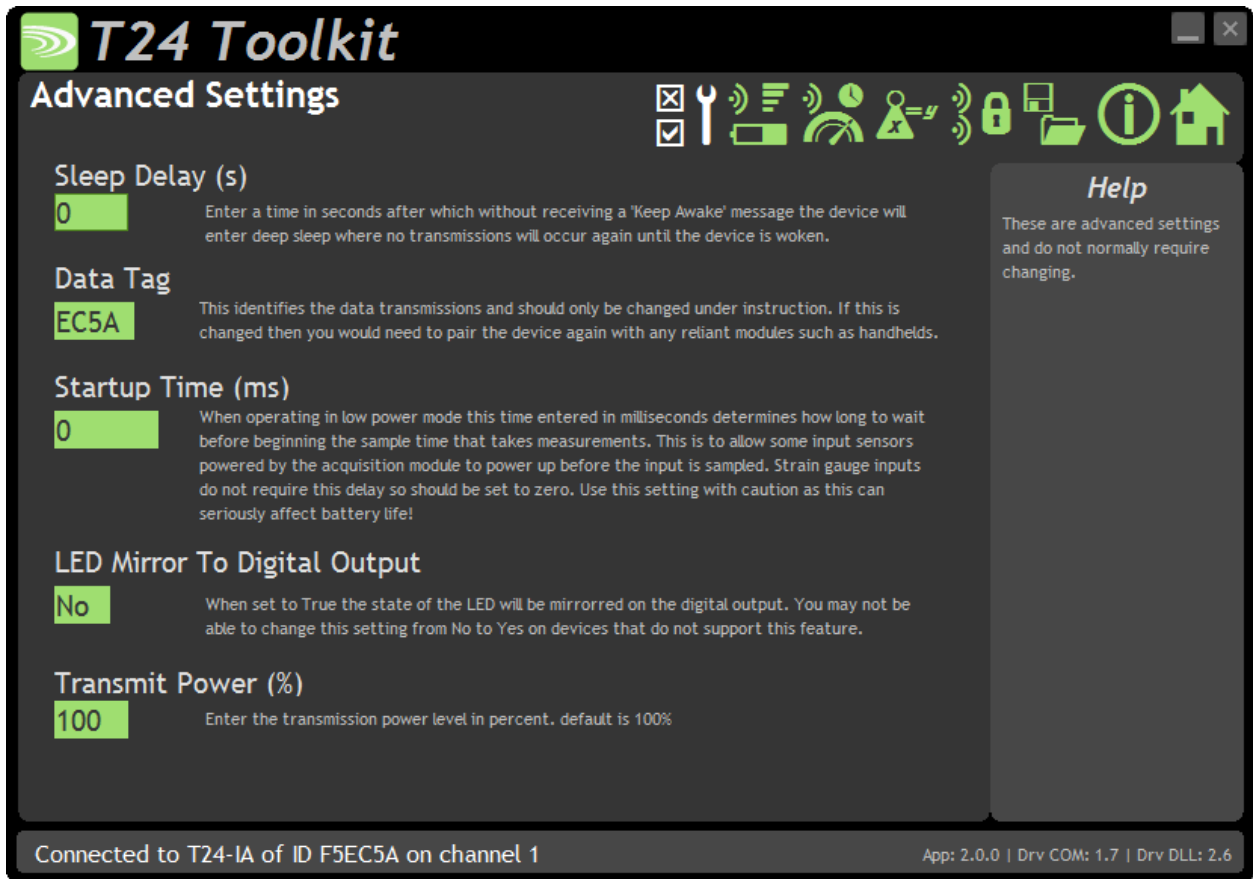 T24 Toolkit
Advanced Settings
x=y
Sleep Delay (s)
0
Enter a time in seconds after which without receiving a 'Keep Awake' message the device will
enter deep sleep where no transmissions will occur again until the device is woken.
Data Tag
EC5A
This identifies the data transmissions and should only be changed under instruction. If this is
changed then you would need to pair the device again with any reliant modules such as handhelds.
Startup Time (ms)
0
When operating in low power mode this time entered in milliseconds determines how long to wait
before beginning the sample time that takes measurements. This is to allow some input sensors
powered by the acquisition module to power up before the input is sampled. Strain gauge inputs
do not require this delay so should be set to zero. Use this setting with caution as this can
seriously affect battery life!
LED Mirror To Digital Output
No
When set to True the state of the LED will be mirrorred on the digital output. You may not be
able to change this setting from No to Yes on devices that do not support this feature.
Transmit Power (%)
100
Enter the transmission power level in percent. default is 100%
Help
These are advanced settings
and do not normally require
changing.
Connected to T24-IA of ID F5EC5A on channel 1
App: 2.0.0 | Drv COM: 1.7 | Drv DLL: 2.6